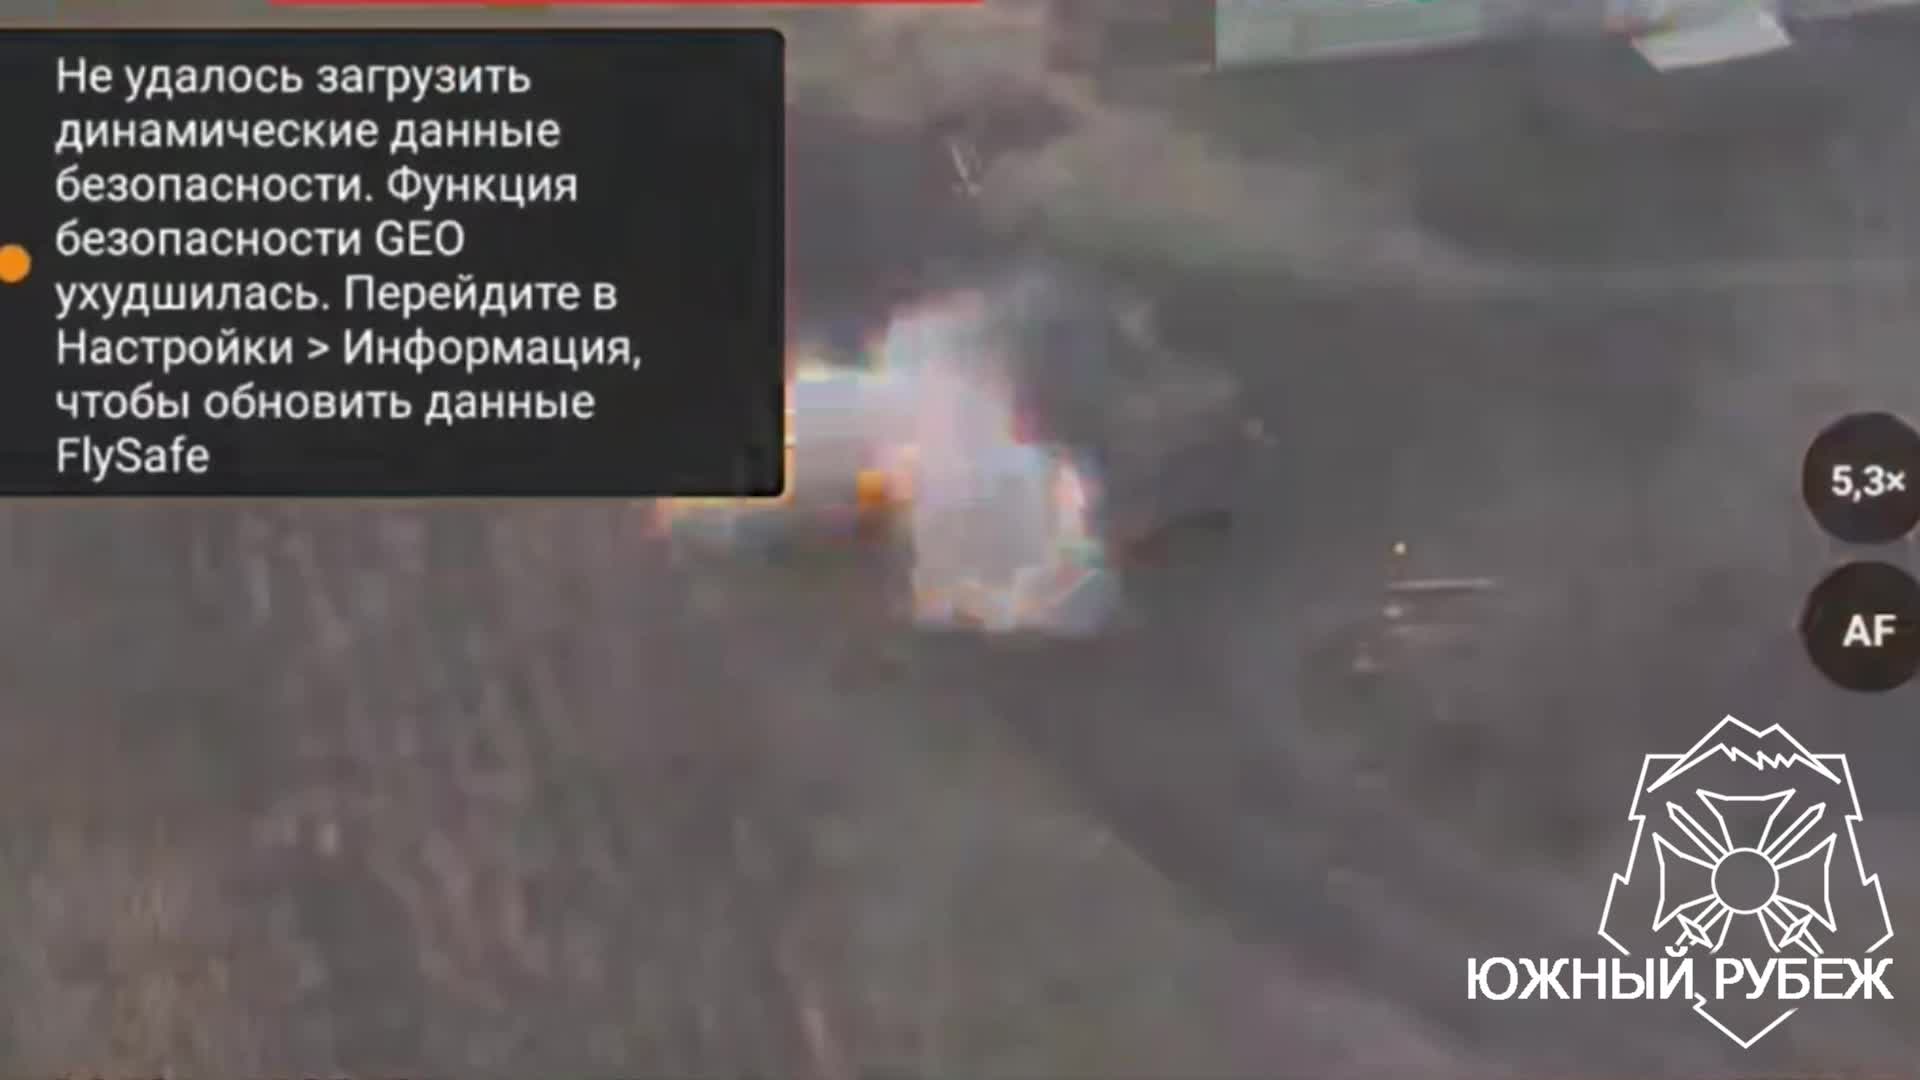 Не удалось загрузить
динамические данные
безопасности. Функция
безопасности GEO
ухудшилась. Перейдите в
Настройки > Информация,
чтобы обновить данные
FlySafe
5,3×
AF
ЮЖНЫЙ РУБЕЖ